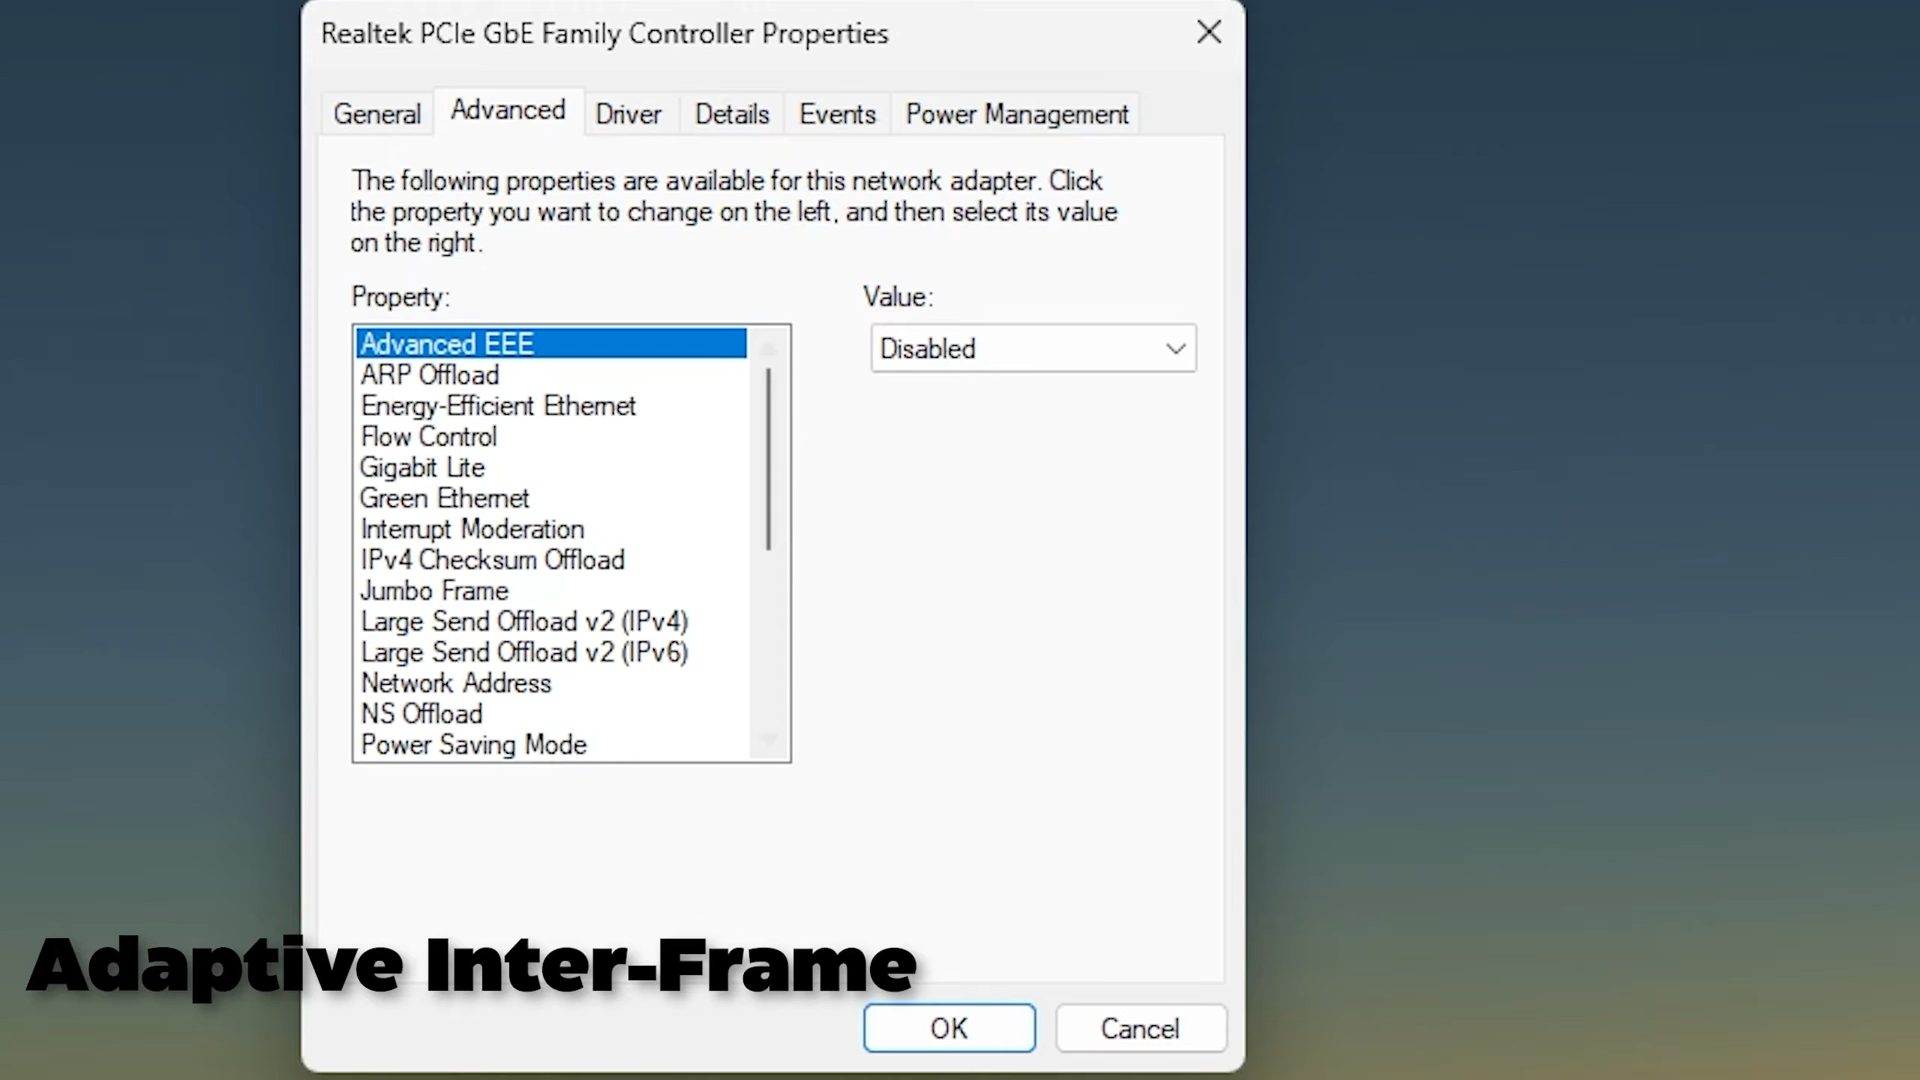 Realtek PCIe GbE Family Controller Properties
General Advanced Driver Details Events Power Management
The following properties are available for this network adapter. Click
the property you want to change on the left, and then select its value
on the right.
Property:
Value:
Advanced EEE
Disabled
ARP Offload
Energy-Efficient Ethernet
Flow Control
Gigabit Lite
Green Ethernet
Interrupt Moderation
IPv4 Checksum Offload
Jumbo Frame
Large Send Offload v2 (IPv4)
Large Send Offload v2 (IPv6)
Network Address
NS Offload
Power Saving Mode
Adaptive Inter-Frame
OK Cancel